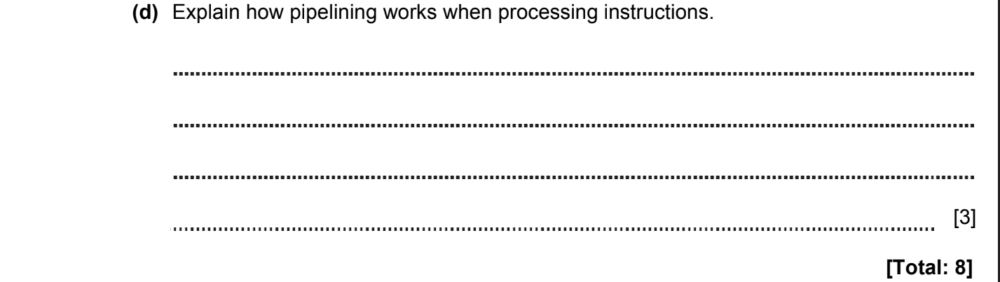 (d) Explain how pipelining works when processing instructions.
[3]
[Total: 8]